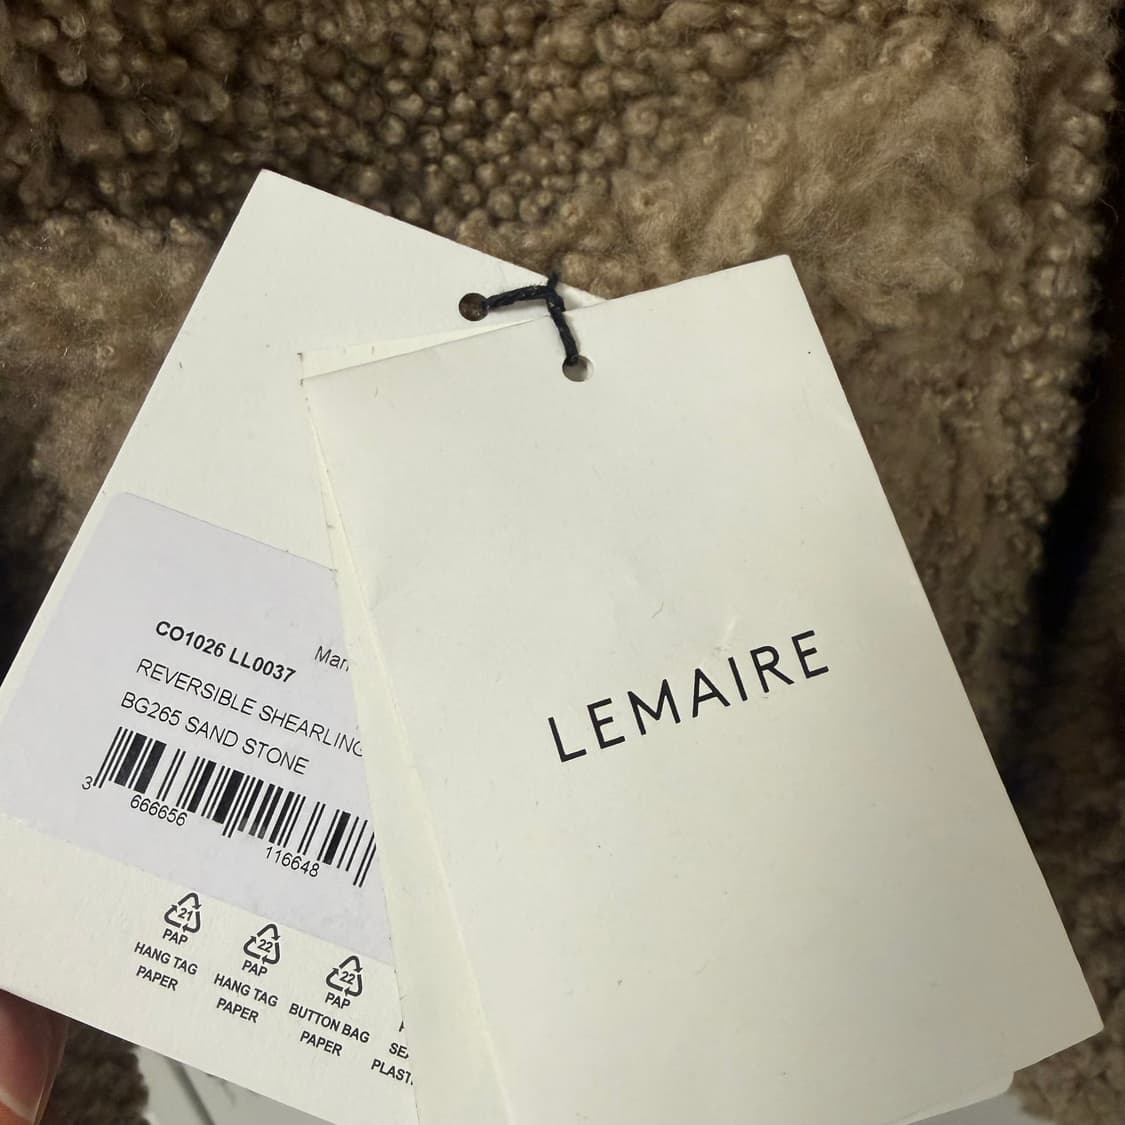 CO1026 LL0037
REVERSIBLE SHEARLING
BG265 SAND STONE
3 666656 116648
21
PAP
HANG TAG
PAPER
22
PAP
HANG TAG
PAPER
22
PAP
BUTTON BAG
PAPER
LEMAIRE